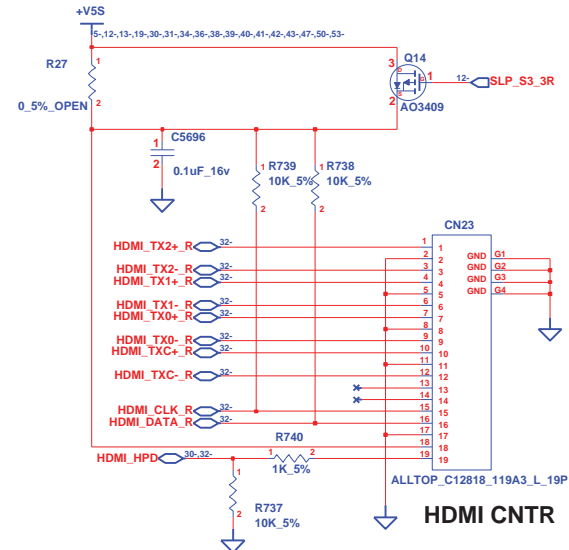 +V5S
5-,12-,13-,19-,30-,31-,34-,36-,38-,39-,40-,41-,42-,43-,47-,50-,53-
R27
1
2
0_5%_OPEN
Q14
3
D
G
S
1
2
AO3409
12-
SLP_S3_3R
C5696
1
2
0.1uF_16v
R739
1
10K_5%
2
R738
1
10K_5%
2
CN23
HDMI_TX2+_R 32- 1 1
2 2
HDMI_TX2-_R 32- 3 3
HDMI_TX1+_R 32- 4 4
5 5
HDMI_TX1-_R 32- 6 6
HDMI_TX0+_R 32- 7 7
8 8
HDMI_TX0-_R 32- 9 9
HDMI_TXC+_R 32- 10 10
11 11
HDMI_TXC-_R 32- 12 12
13 13
14 14
HDMI_CLK_R 32- 15 15
HDMI_DATA_R 32- 16 16
17 17
18 18
HDMI_HPD 30-,32- 19 19
GND G1
GND G2
GND G3
GND G4
R740
1 2
1K_5%
1
R737
10K_5%
2
ALLTOP_C12818_119A3_L_19P
HDMI CNTR